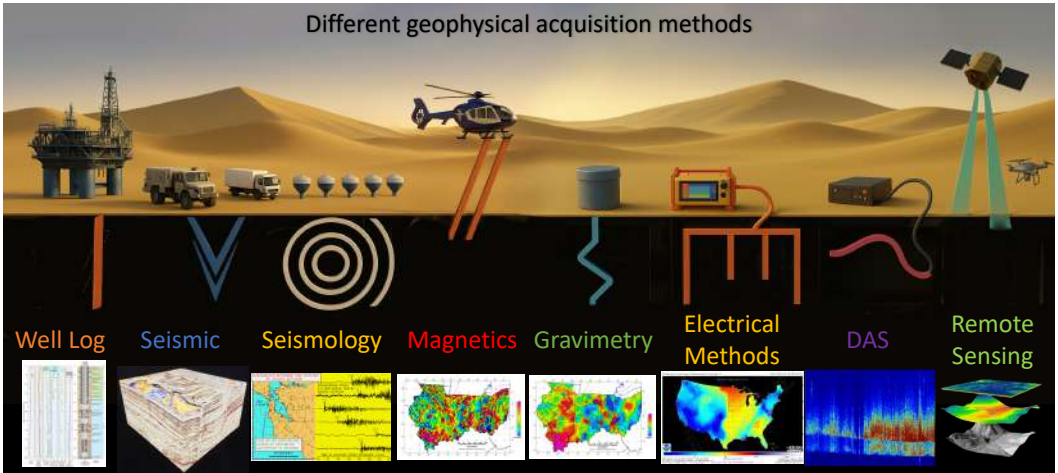 Different geophysical acquisition methods
Well Log
Seismic
Seismology
Magnetics
Gravimetry
Electrical
Methods
DAS
Remote
Sensing